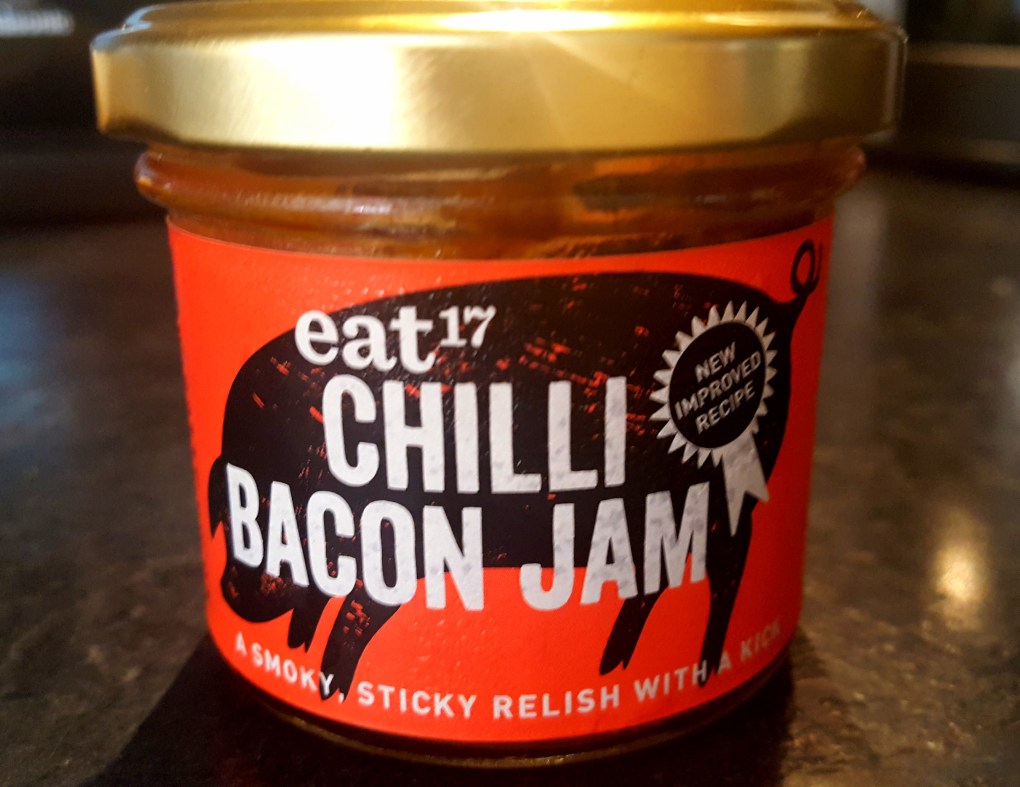 eat17
CHILLI
BACON JAM
NEW
IMPROVED
RECIPE
A SMOKY, STICKY RELISH WITH A KICK